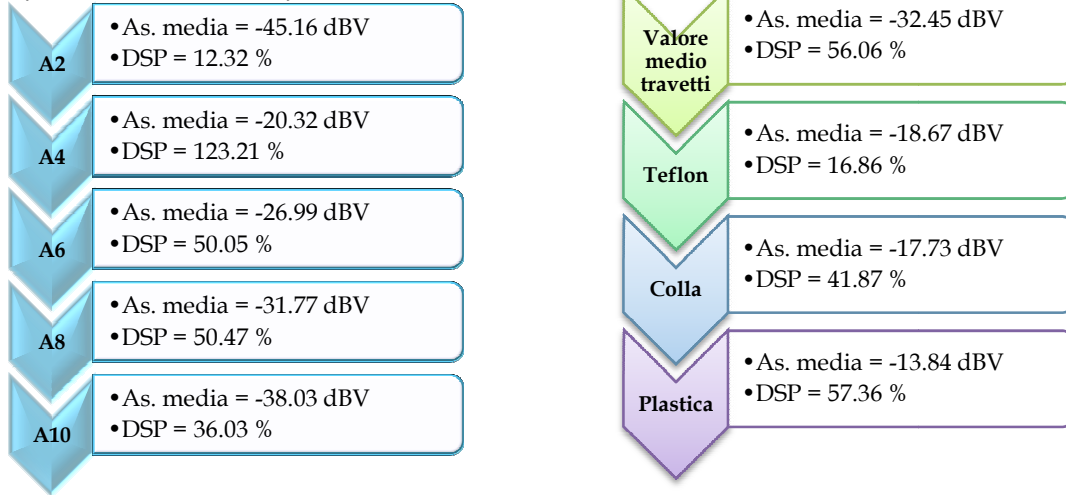 A2
•As. media = -45.16 dBV
•DSP = 12.32 %
A4
•As. media = -20.32 dBV
•DSP = 123.21 %
A6
•As. media = -26.99 dBV
•DSP = 50.05 %
A8
•As. media = -31.77 dBV
•DSP = 50.47 %
A10
•As. media = -38.03 dBV
•DSP = 36.03 %
Valore
medio
travetti
•As. media = -32.45 dBV
•DSP = 56.06 %
Teflon
•As. media = -18.67 dBV
•DSP = 16.86 %
Colla
•As. media = -17.73 dBV
•DSP = 41.87 %
Plastica
•As. media = -13.84 dBV
•DSP = 57.36 %